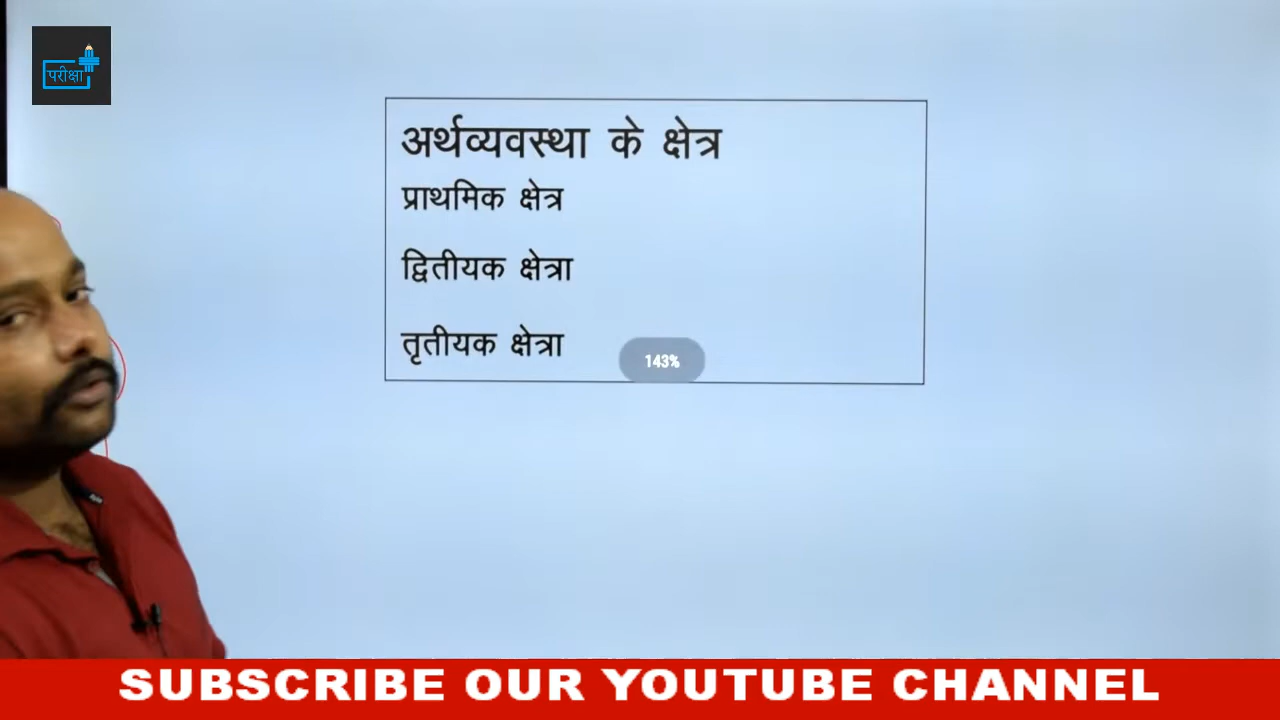 परीक्षा
अर्थव्यवस्था के क्षेत्र
प्राथमिक क्षेत्र
द्वितीयक क्षेत्रा
तृतीयक क्षेत्रा
143%
SUBSCRIBE OUR YOUTUBE CHANNEL